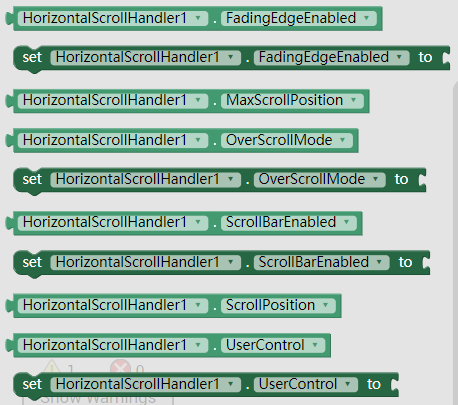 HorizontalScrollHandler1 . FadingEdgeEnabled
set HorizontalScrollHandler1 . FadingEdgeEnabled to
HorizontalScrollHandler1 . MaxScrollPosition
HorizontalScrollHandler1 . OverScrollMode
set HorizontalScrollHandler1 . OverScrollMode to
HorizontalScrollHandler1 . ScrollBarEnabled
set HorizontalScrollHandler1 . ScrollBarEnabled to
HorizontalScrollHandler1 . ScrollPosition
HorizontalScrollHandler1 . UserControl
1 0
set HorizontalScrollHandler1 . UserControl to
Show Warnings